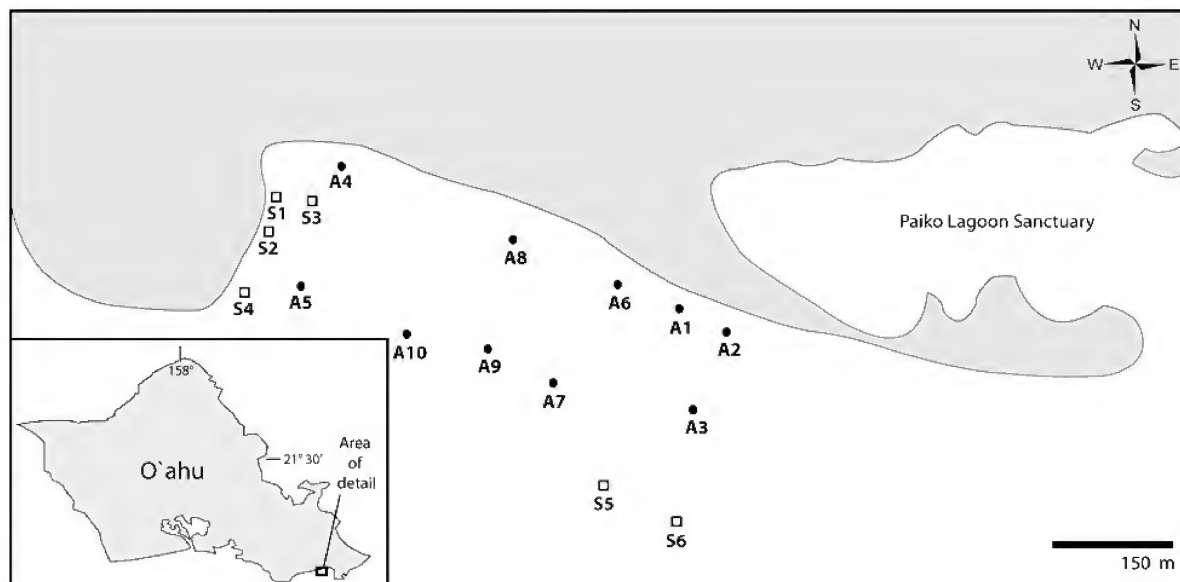 N
W E
S
A4
S1
S3
S2
A8
S4
A5
A6
A1
A2
Paiko Lagoon Sanctuary
A10
A9
A7
A3
S5
S6
158°
21° 30'
Area
of
detail
O`ahu
150 m